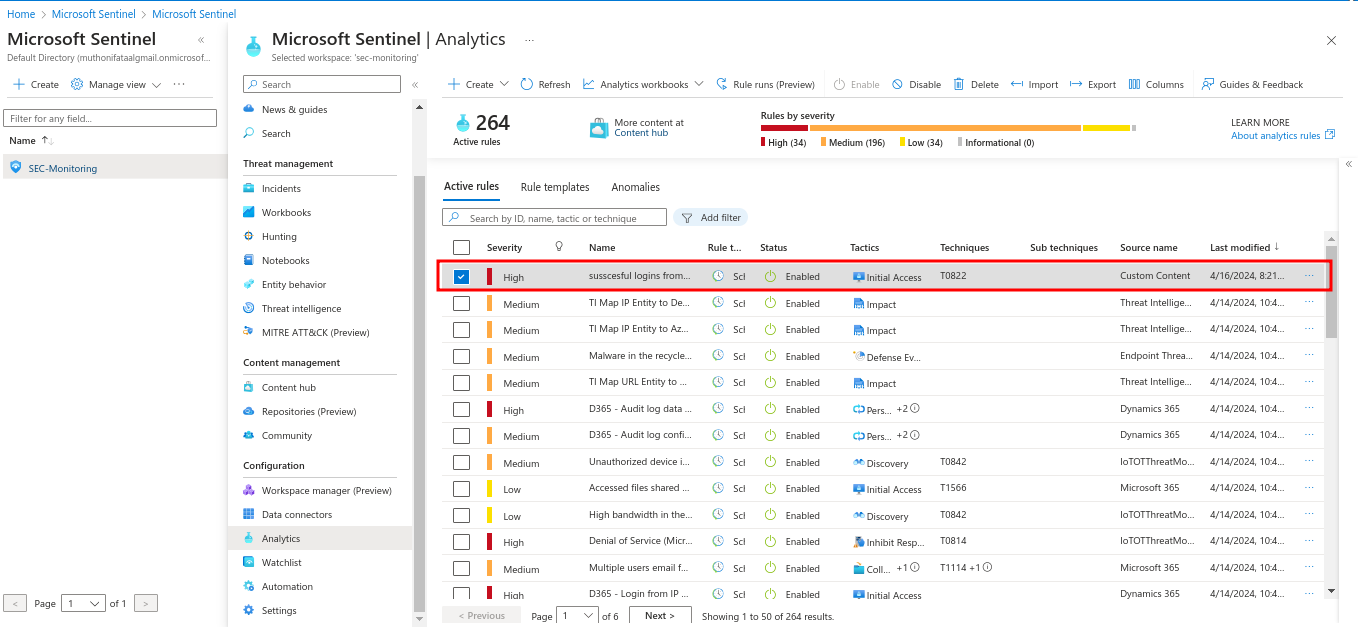 Home > Microsoft Sentinel > Microsoft Sentinel
Microsoft Sentinel «
Default Directory (muthonifataalgmail.onmicrosof...
+ Create Manage view ···
Filter for any field...
Name ↑↓
SEC-Monitoring
< Page 1 of 1 >
Microsoft Sentinel | Analytics ···
Selected workspace: 'sec-monitoring'
Search «
News & guides
Search
Threat management
Incidents
Workbooks
Hunting
Notebooks
Entity behavior
Threat intelligence
MITRE ATT&CK (Preview)
Content management
Content hub
Repositories (Preview)
Community
Configuration
Workspace manager (Preview)
Data connectors
Analytics
Watchlist
Automation
Settings
+ Create Refresh Analytics workbooks Rule runs (Preview) Enable Disable Delete Import Export Columns Guides & Feedback
264
Active rules
More content at
Content hub
Rules by severity
High (34) Medium (196) Low (34) Informational (0)
LEARN MORE
About analytics rules
«
Active rules Rule templates Anomalies
Search by ID, name, tactic or technique Add filter
Severity Name Rule t... Status Tactics Techniques Sub techniques Source name Last modified ↓
High susscesful logins from... Scl Enabled Initial Access T0822 Custom Content 4/16/2024, 8:21... ···
Medium TI Map IP Entity to De... Scl Enabled Impact Threat Intellige... 4/14/2024, 10:4... ···
Medium TI Map IP Entity to Az... Scl Enabled Impact Threat Intellige... 4/14/2024, 10:4... ···
Medium Malware in the recycle... Scl Enabled Defense Ev... Endpoint Threa... 4/14/2024, 10:4... ···
Medium TI Map URL Entity to ... Scl Enabled Impact Threat Intellige... 4/14/2024, 10:4... ···
High D365 - Audit log data ... Scl Enabled Pers... +2 Dynamics 365 4/14/2024, 10:4... ···
Medium D365 - Audit log confi... Scl Enabled Pers... +2 Dynamics 365 4/14/2024, 10:4... ···
Medium Unauthorized device i... Scl Enabled Discovery T0842 IoTOTThreatMo... 4/14/2024, 10:4... ···
Low Accessed files shared ... Scl Enabled Initial Access T1566 Microsoft 365 4/14/2024, 10:4... ···
Low High bandwidth in the... Scl Enabled Discovery T0842 IoTOTThreatMo... 4/14/2024, 10:4... ···
High Denial of Service (Micr... Scl Enabled Inhibit Resp... T0814 IoTOTThreatMo... 4/14/2024, 10:4... ···
Medium Multiple users email f... Scl Enabled Coll... +1 T1114 +1 Microsoft 365 4/14/2024, 10:4... ···
High D365 - Login from IP ... Scl Enabled Initial Access Dynamics 365 4/14/2024, 10:4... ···
< Previous Page 1 of 6 Next > Showing 1 to 50 of 264 results.